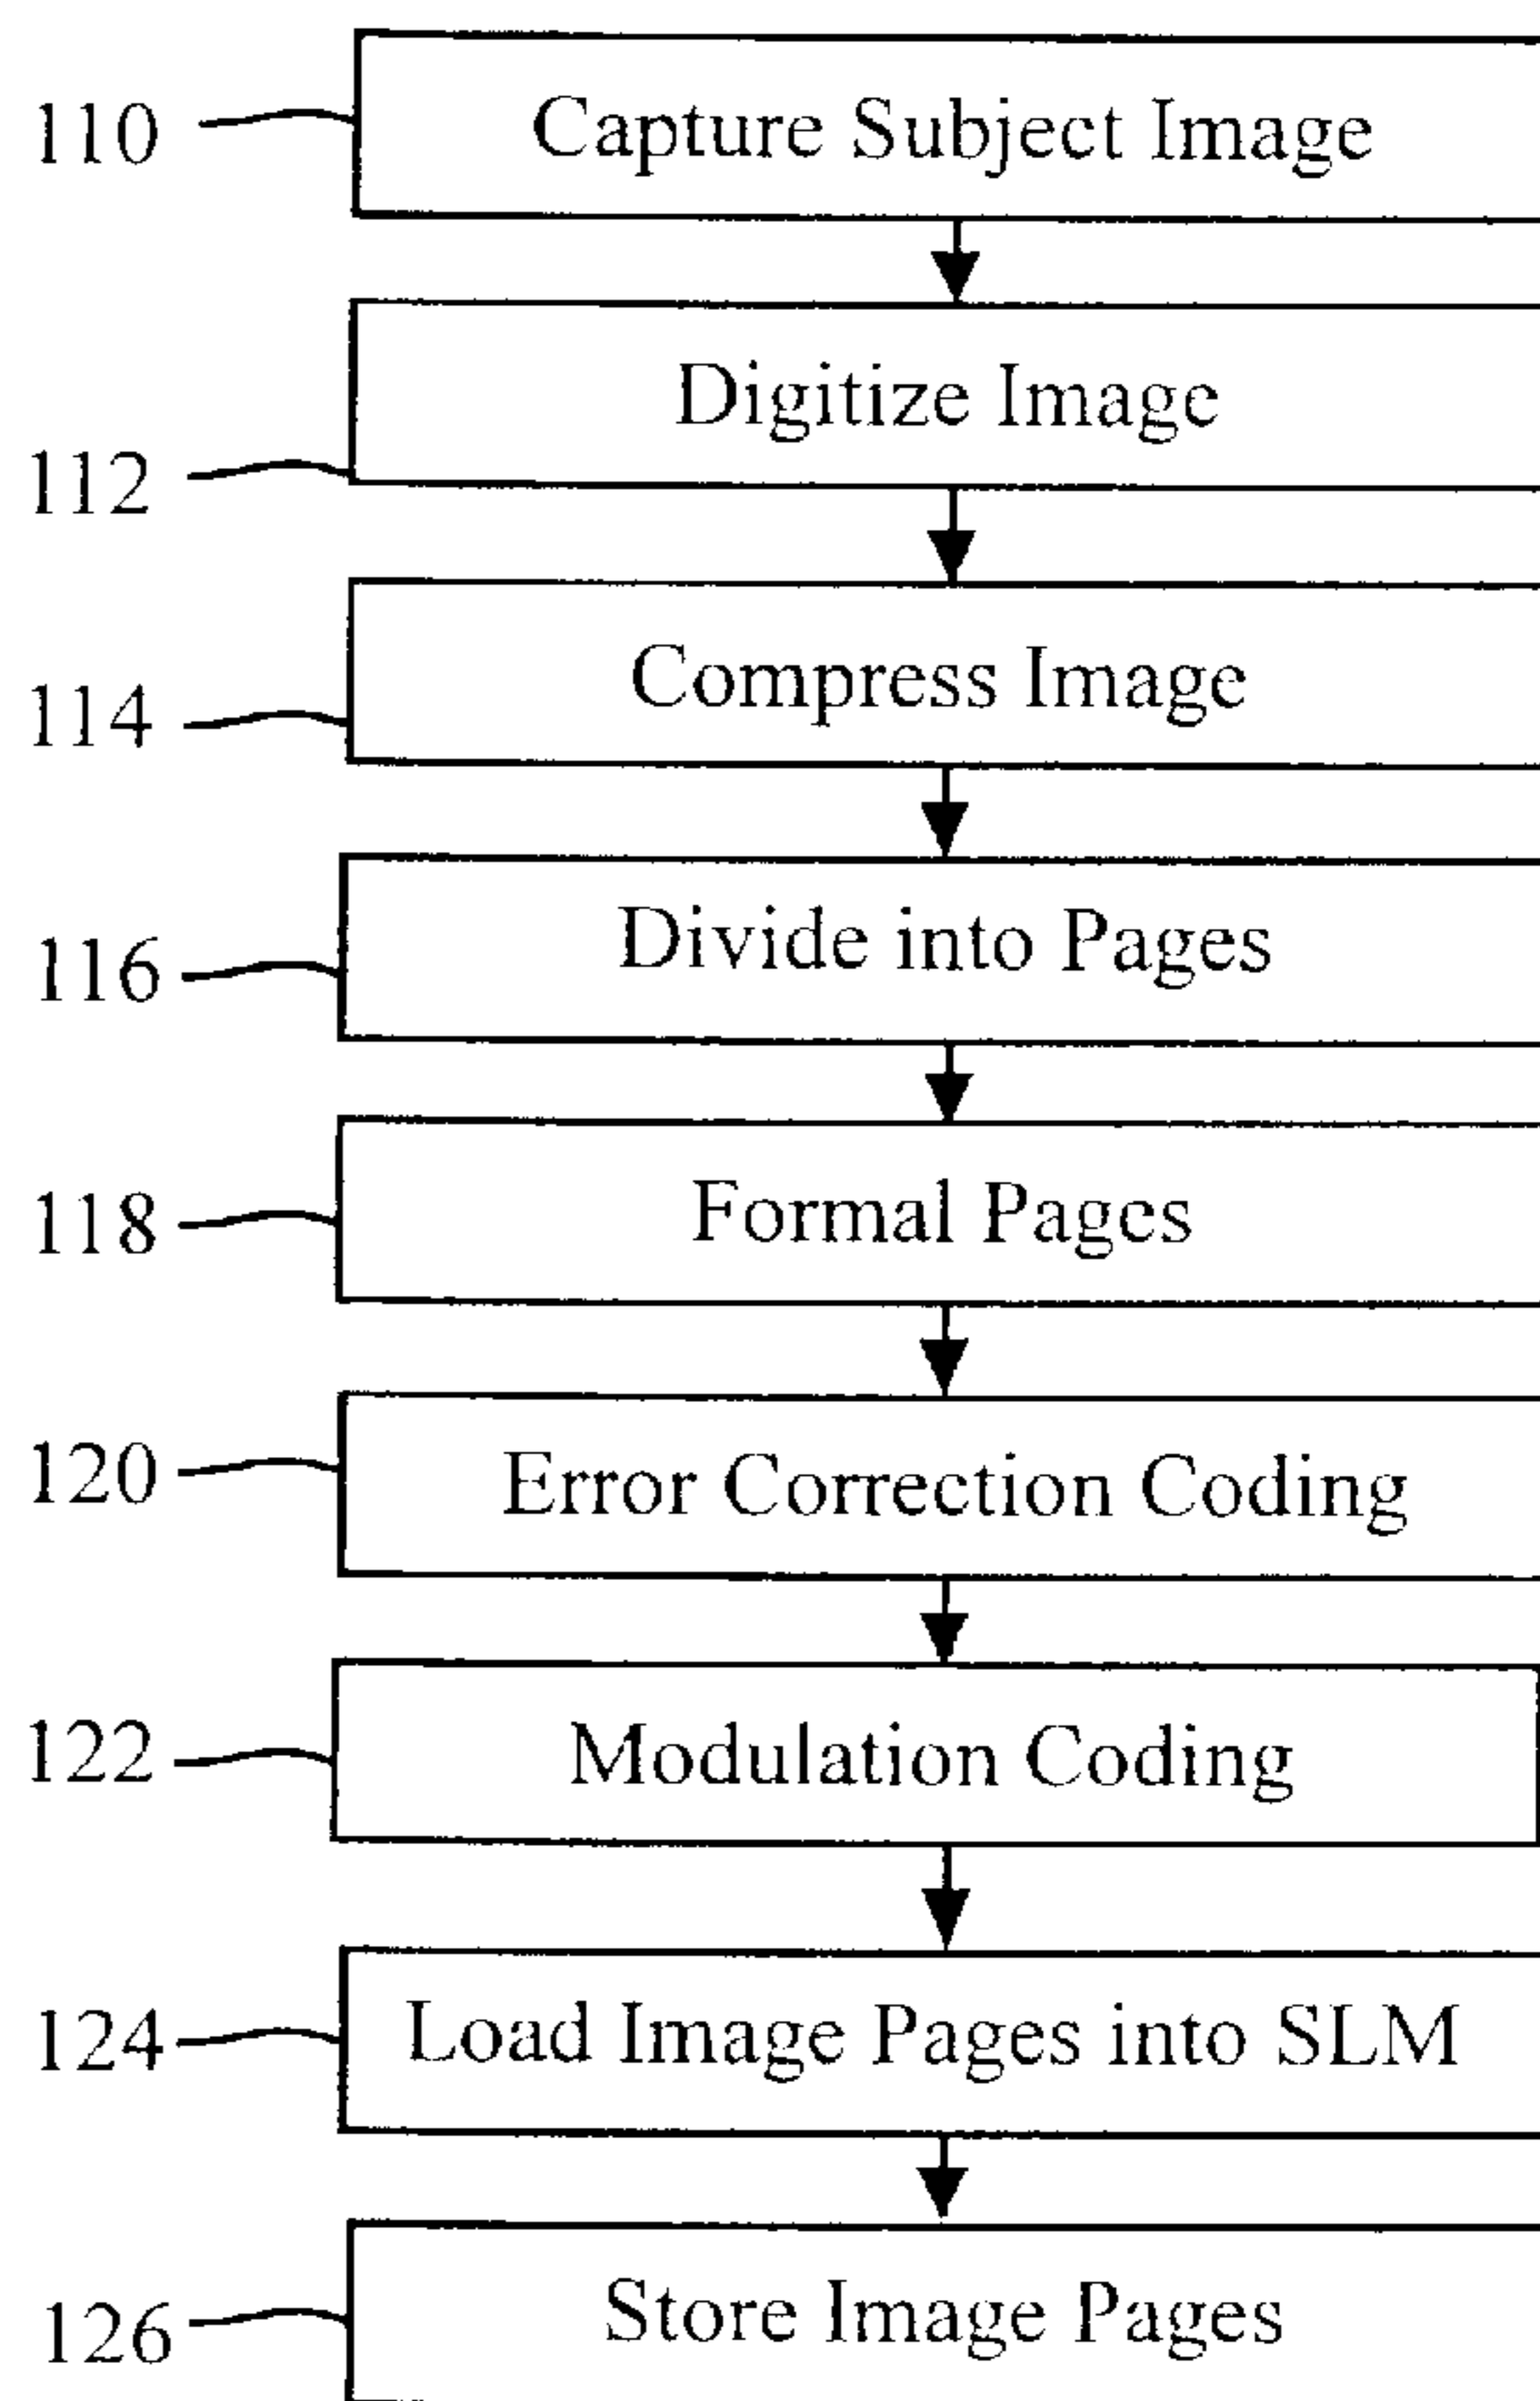 110 Capture Subject Image
Digitize Image
112
Compress Image
114
Divide into Pages
116
Formal Pages
118
Error Correction Coding
120
122 Modulation Coding
124 Load Image Pages into SLM
126 Store Image Pages